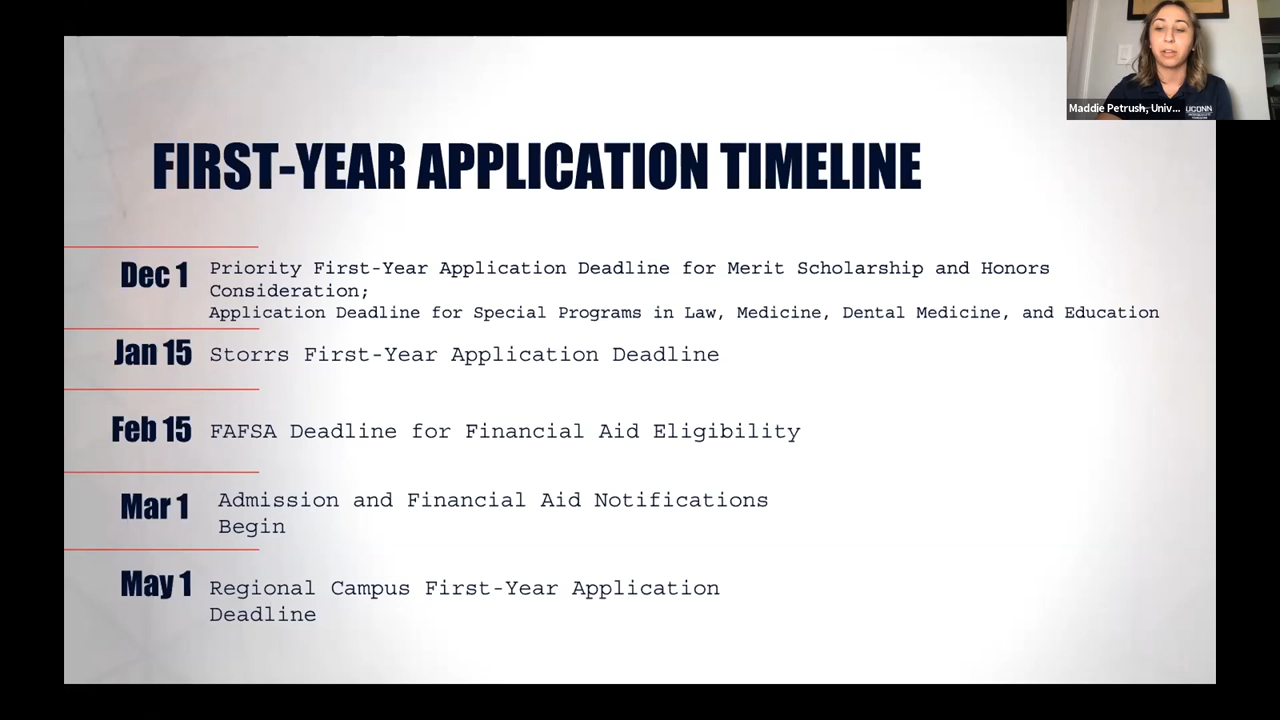 Maddie Petrush, Univ...
UCONN
FIRST-YEAR APPLICATION TIMELINE
Dec 1
Priority First-Year Application Deadline for Merit Scholarship and Honors
Consideration;
Application Deadline for Special Programs in Law, Medicine, Dental Medicine, and Education
Jan 15
Storrs First-Year Application Deadline
Feb 15
FAFSA Deadline for Financial Aid Eligibility
Mar 1
Admission and Financial Aid Notifications
Begin
May 1
Regional Campus First-Year Application
Deadline